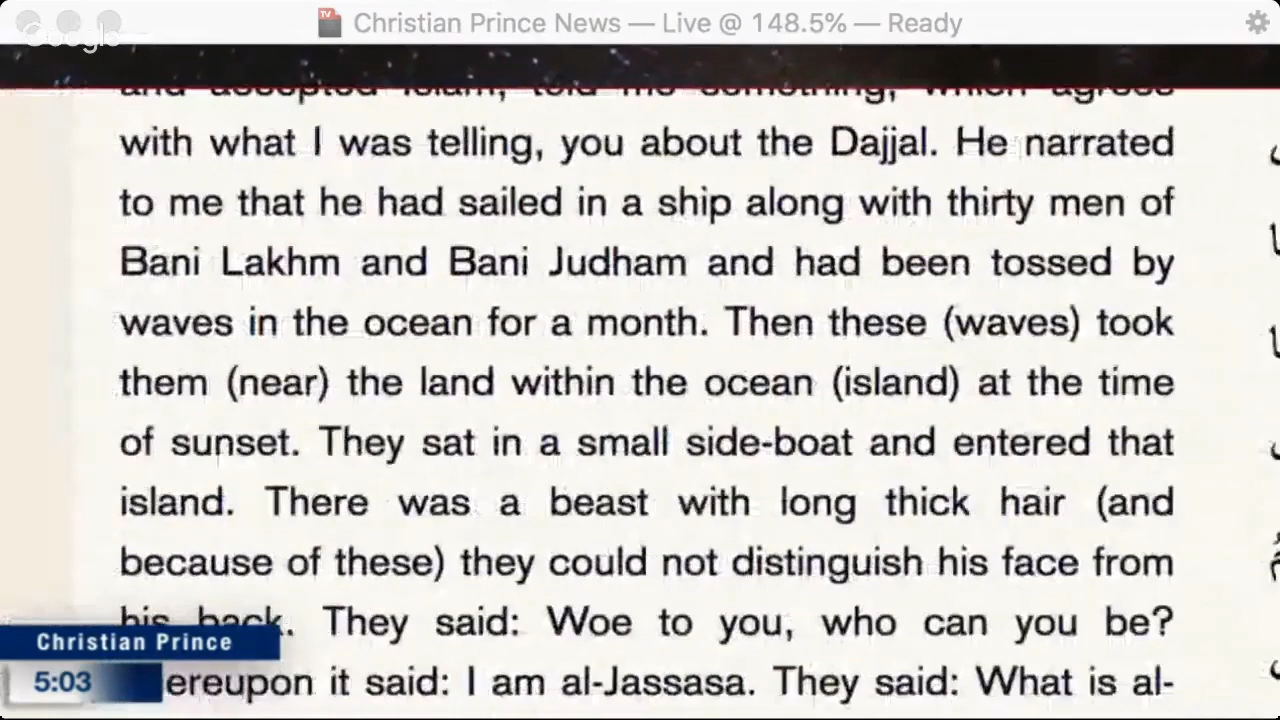 TV
Christian Prince News — Live @ 148.5% — Ready
Google
and accepted Islam, told me something, which agrees
with what I was telling, you about the Dajjal. He narrated
to me that he had sailed in a ship along with thirty men of
Bani Lakhm and Bani Judham and had been tossed by
waves in the ocean for a month. Then these (waves) took
them (near) the land within the ocean (island) at the time
of sunset. They sat in a small side-boat and entered that
island. There was a beast with long thick hair (and
because of these) they could not distinguish his face from
his back. They said: Woe to you, who can you be?
ereupon it said: I am al-Jassasa. They said: What is al-
Christian Prince
5:03